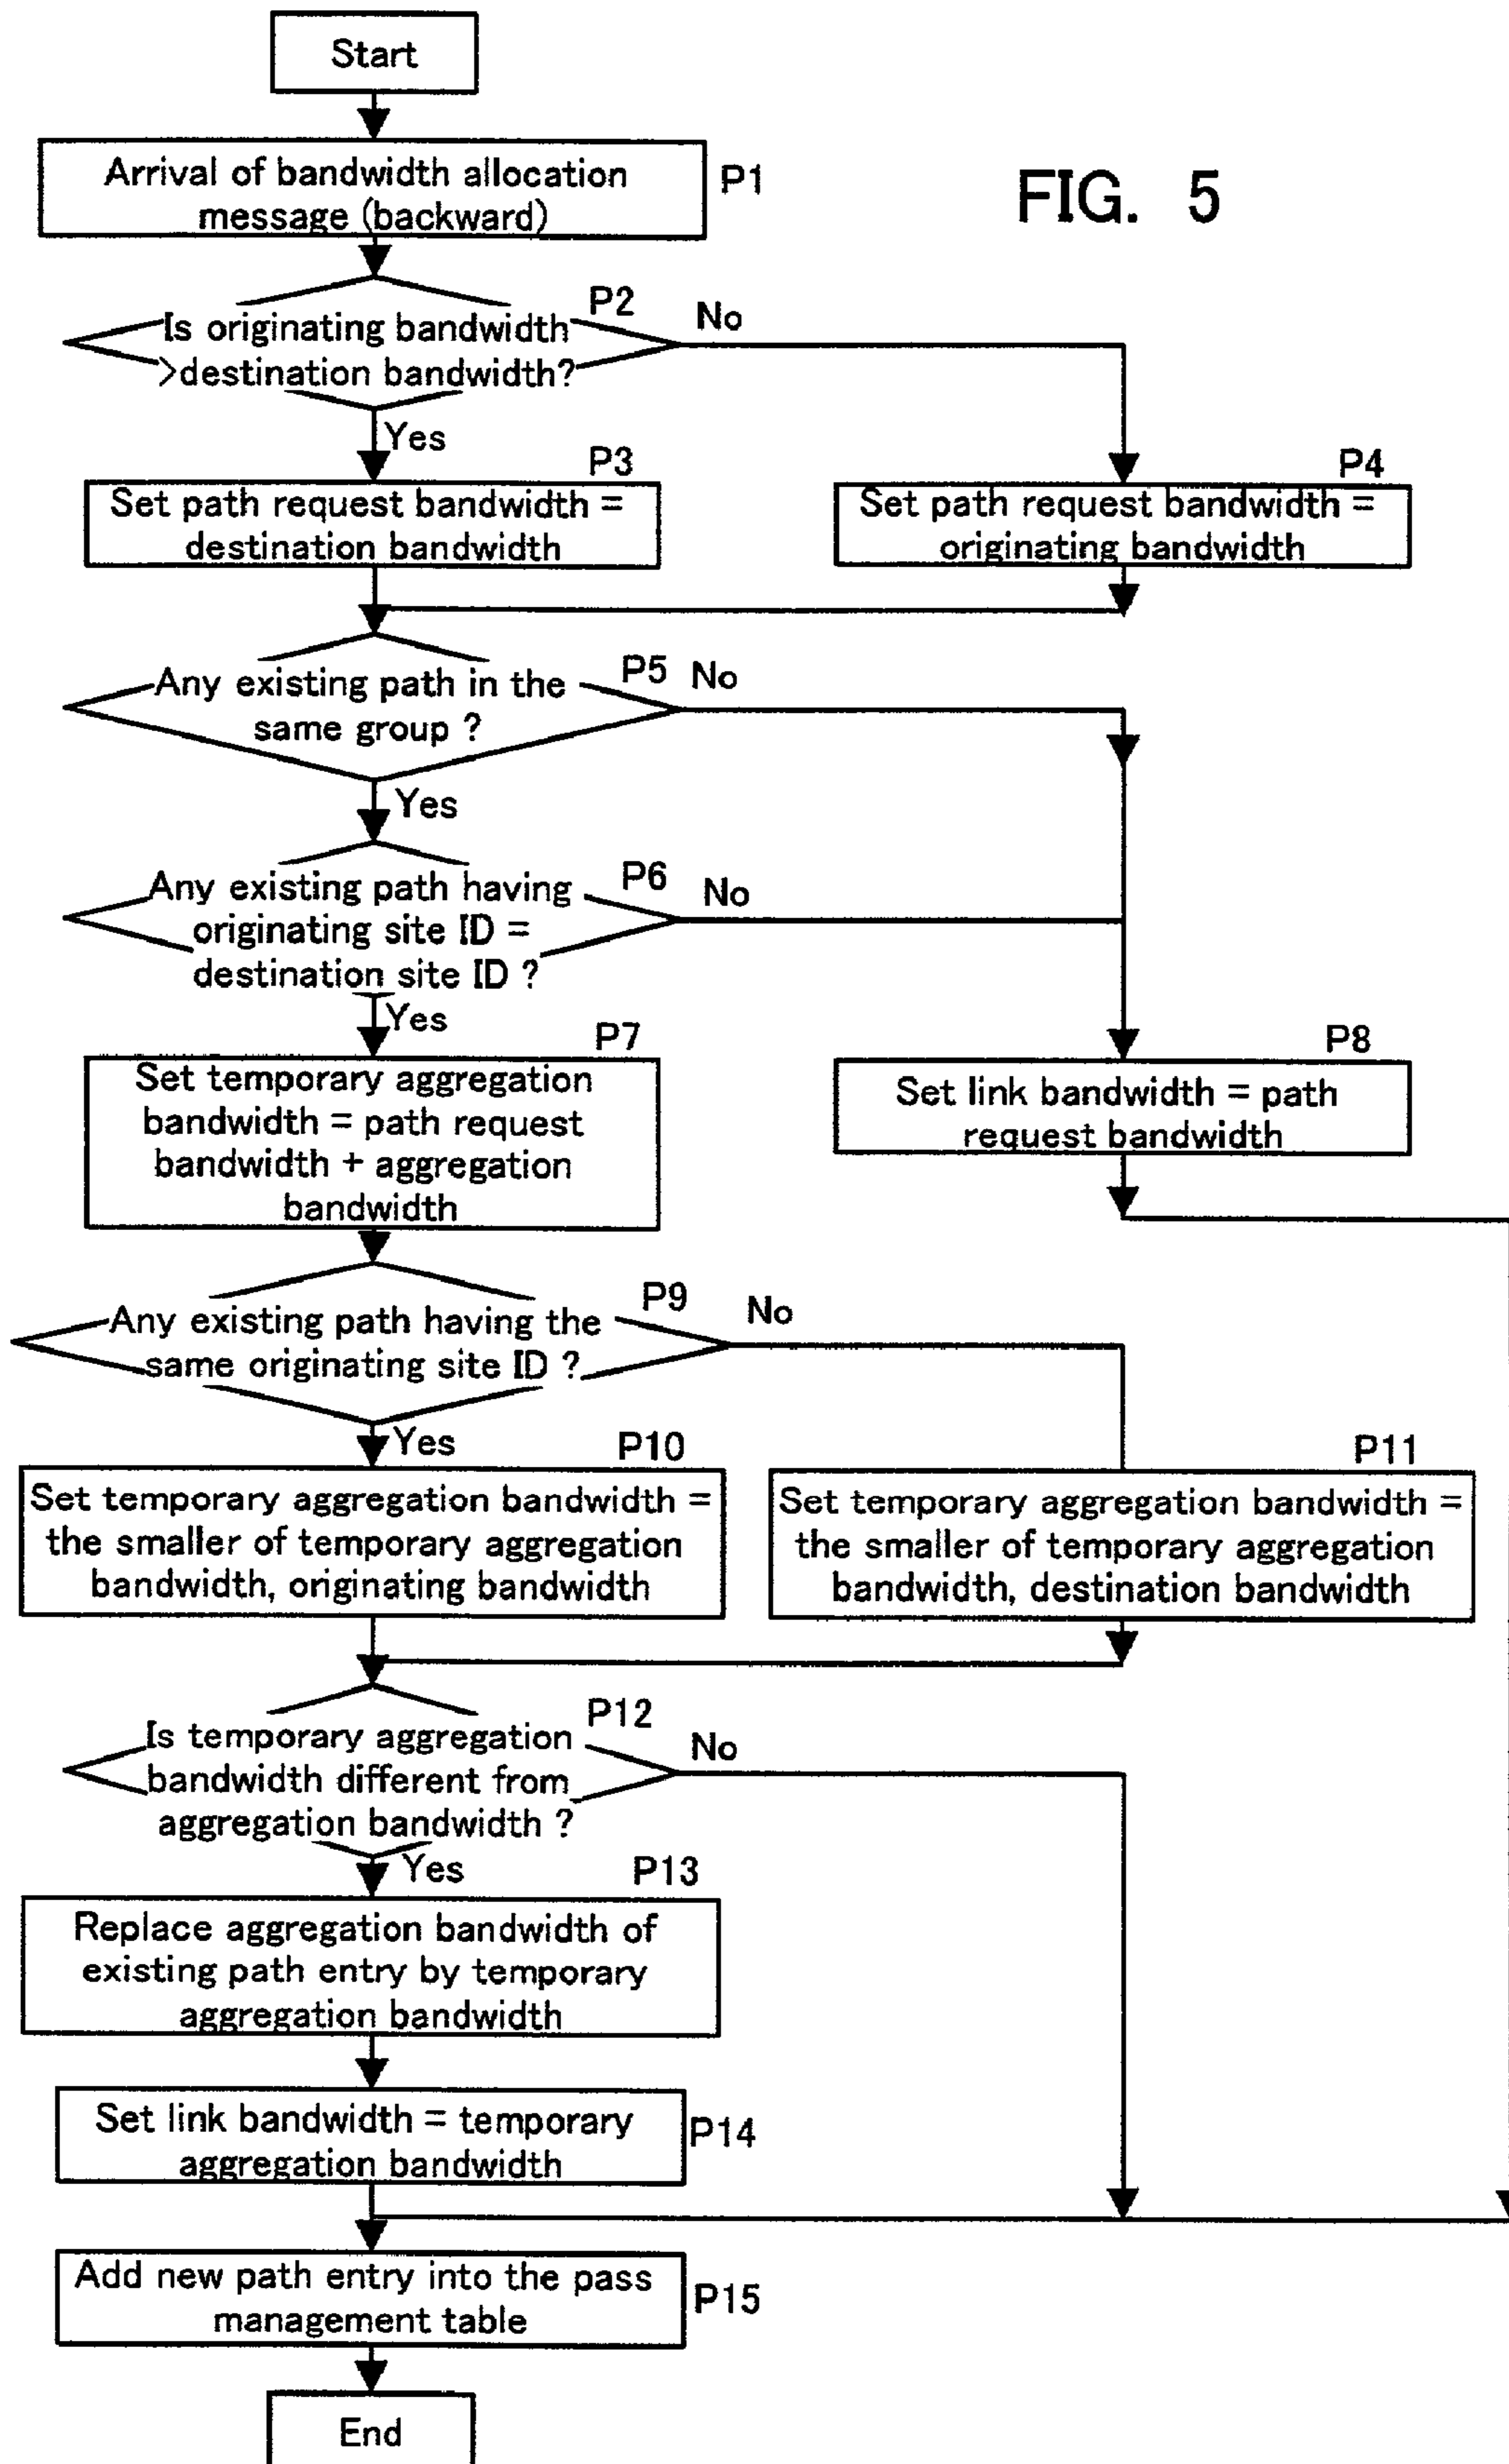 Start
FIG. 5
Arrival of bandwidth allocation
message (backward)
P1
P2
Is originating bandwidth
>destination bandwidth?
No
Yes
P3
Set path request bandwidth =
destination bandwidth
P4
Set path request bandwidth =
originating bandwidth
P5
No
Any existing path in the
same group ?
Yes
P6
No
Any existing path having
originating site ID =
destination site ID ?
Yes
P7
Set temporary aggregation
bandwidth = path request
bandwidth + aggregation
bandwidth
P8
Set link bandwidth = path
request bandwidth
P9
No
Any existing path having the
same originating site ID ?
Yes
P10
Set temporary aggregation bandwidth =
the smaller of temporary aggregation
bandwidth, originating bandwidth
P11
Set temporary aggregation bandwidth =
the smaller of temporary aggregation
bandwidth, destination bandwidth
P12
No
Is temporary aggregation
bandwidth different from
aggregation bandwidth ?
Yes
P13
Replace aggregation bandwidth of
existing path entry by temporary
aggregation bandwidth
Set link bandwidth = temporary
aggregation bandwidth
P14
Add new path entry into the pass
management table
P15
End